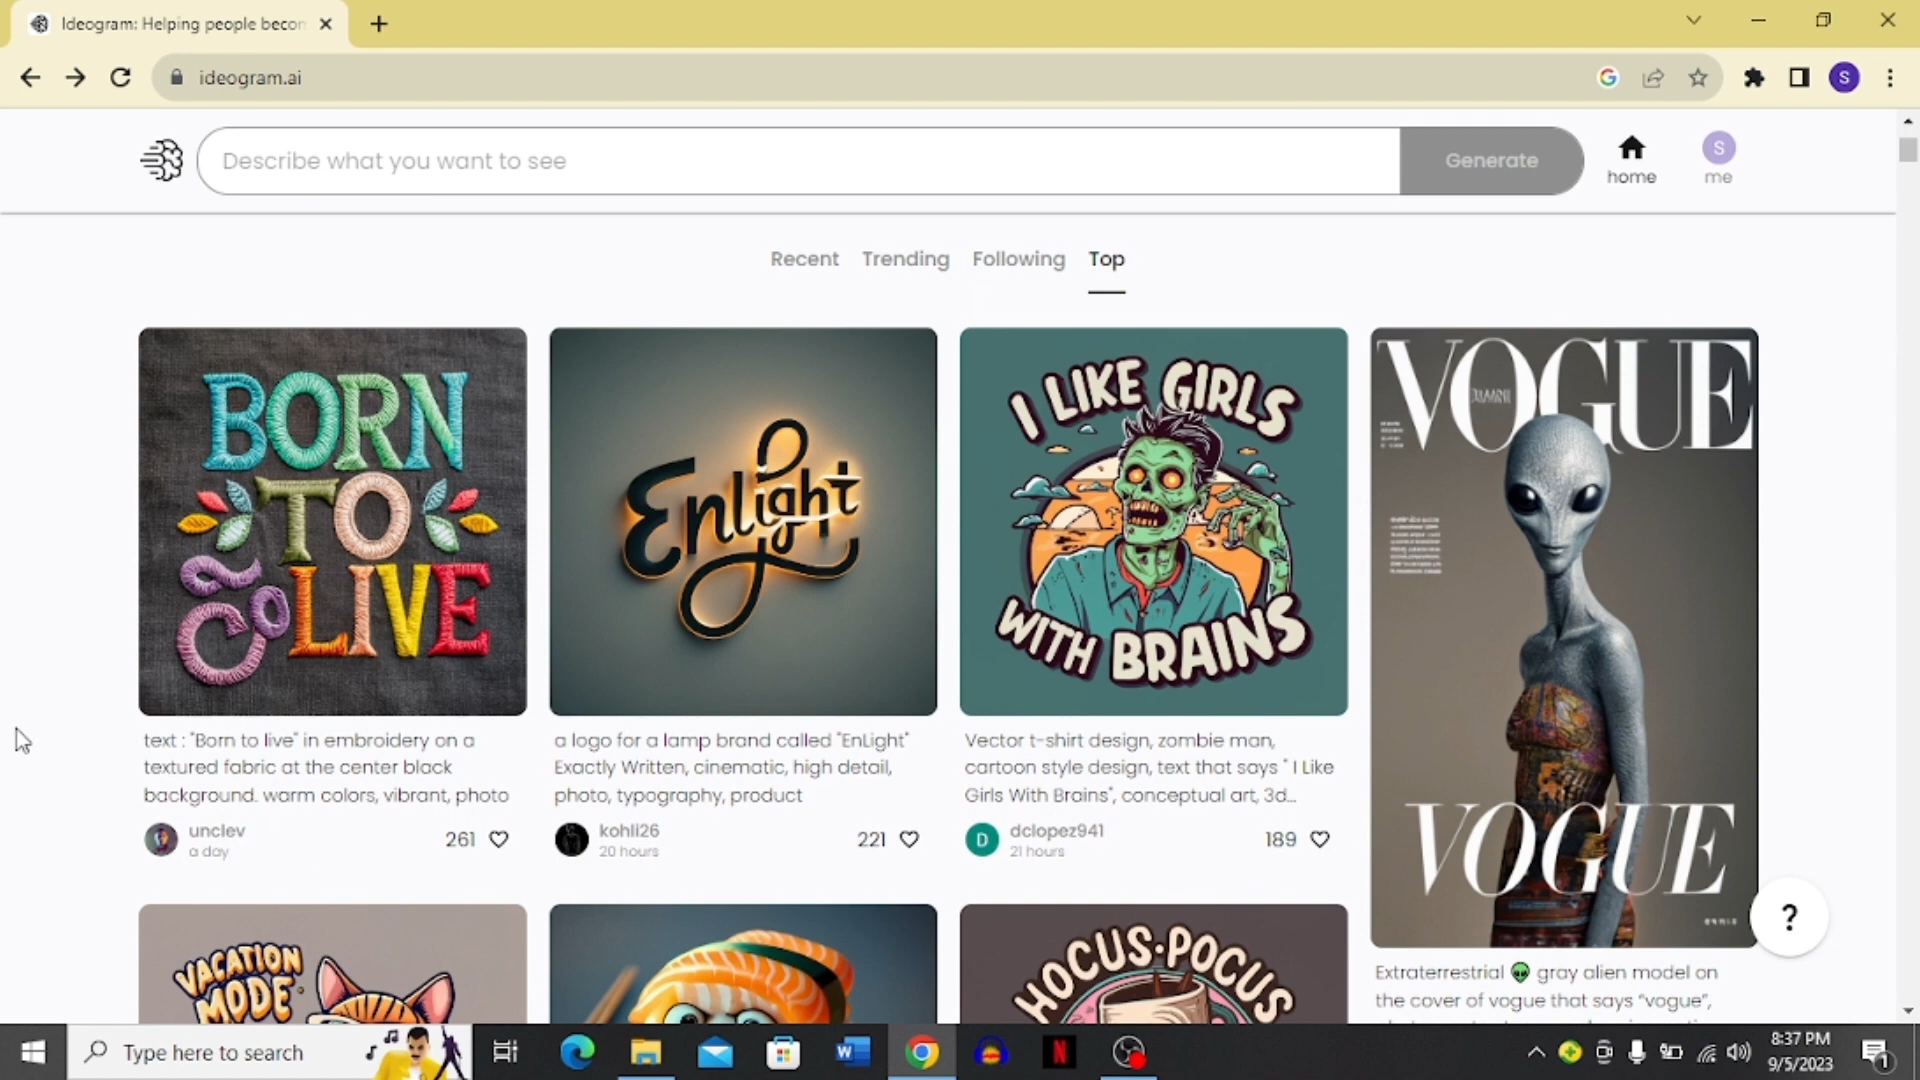 Ideogram: Helping people becom
ideogram.ai
S
Describe what you want to see
Generate
home
S
me
Recent
Trending
Following
Top
BORN
TO
LIVE
Enlight
I LIKE GIRLS
WITH BRAINS
VOGUE
VOGUE
text : "Born to live" in embroidery on a
textured fabric at the center black
background. warm colors, vibrant, photo
unclev
a day
261
a logo for a lamp brand called "EnLight"
Exactly Written, cinematic, high detail,
photo, typography, product
kohli26
20 hours
221
Vector t-shirt design, zombie man,
cartoon style design, text that says " I Like
Girls With Brains", conceptual art, 3d...
D
dclopez941
21 hours
189
Extraterrestrial 👽 gray alien model on
the cover of vogue that says "vogue",
?
VACATION
MODE
HOCUS·POCUS
Type here to search
W
N
8:37 PM
9/5/2023
1